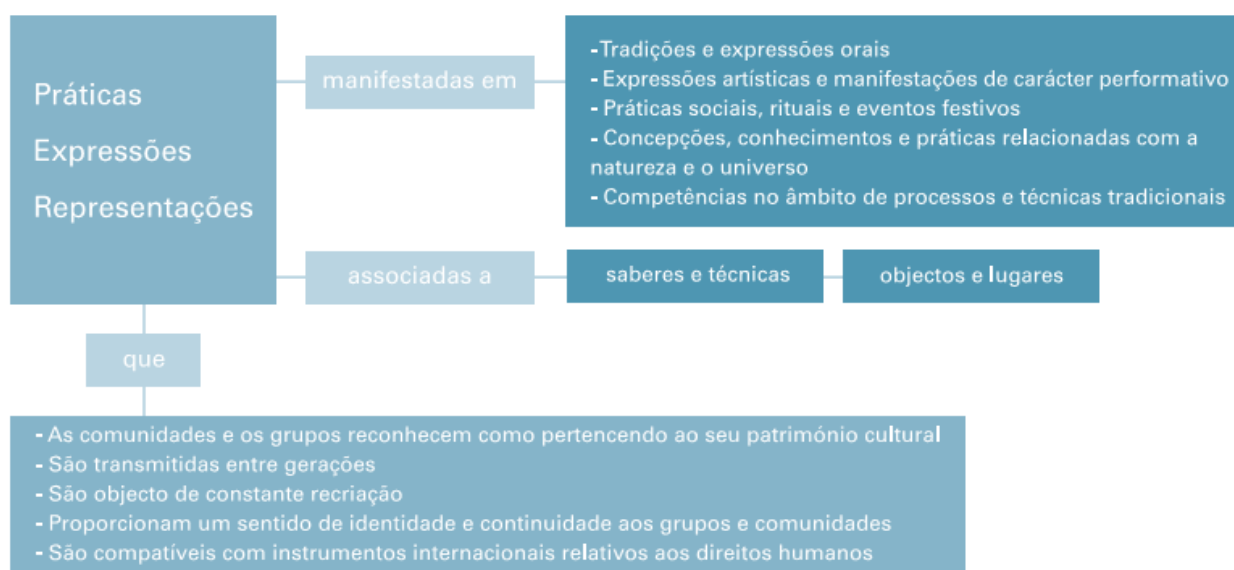 Práticas
Expressões
Representações
manifestadas em
- Tradições e expressões orais
- Expressões artísticas e manifestações de carácter performativo
- Práticas sociais, rituais e eventos festivos
- Concepções, conhecimentos e práticas relacionadas com a
natureza e o universo
- Competências no âmbito de processos e técnicas tradicionais
associadas a
saberes e técnicas
objectos e lugares
que
- As comunidades e os grupos reconhecem como pertencendo ao seu património cultural
- São transmitidas entre gerações
- São objecto de constante recriação
- Proporcionam um sentido de identidade e continuidade aos grupos e comunidades
- São compatíveis com instrumentos internacionais relativos aos direitos humanos